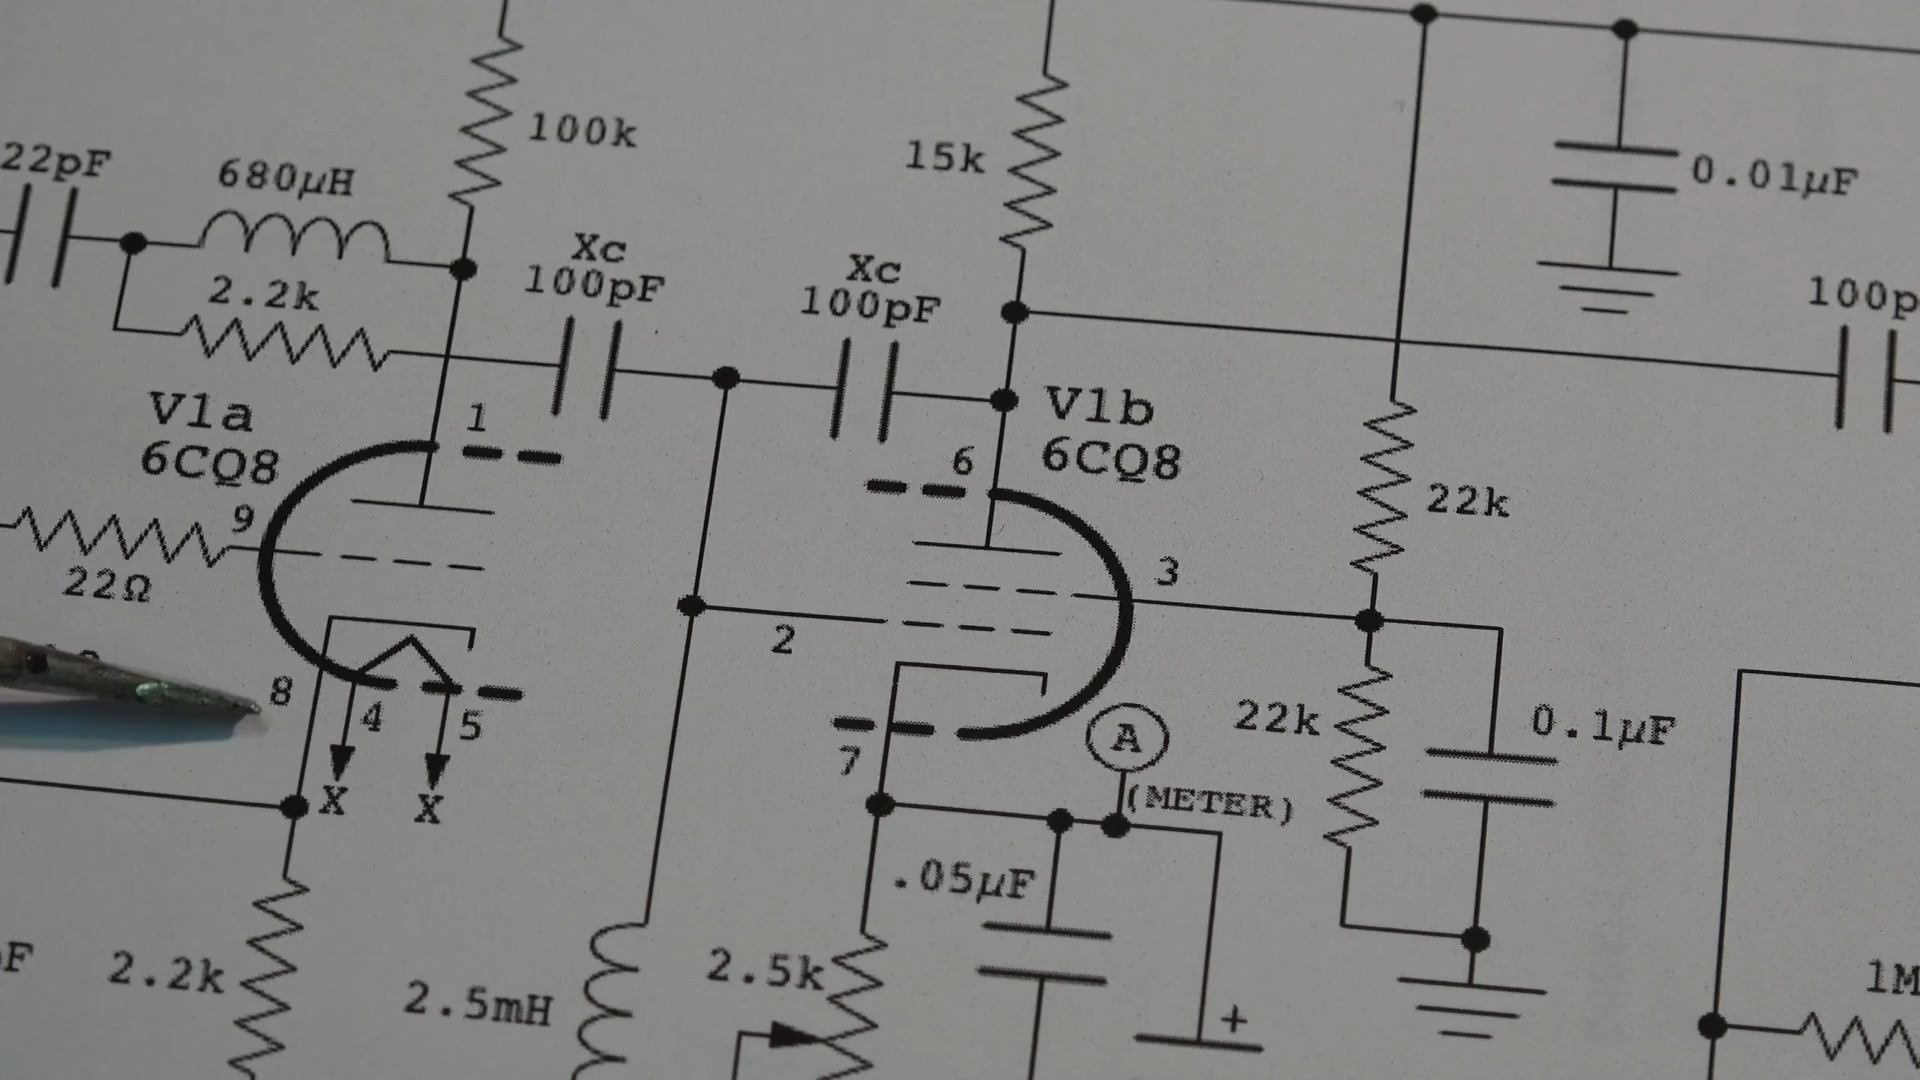 100k
15k
22pF
680µH
0.01µF
Xc
100pF
Xc
100pF
2.2k
100p
V1a
6CQ8
1
V1b
6CQ8
6
9
22k
22Ω
3
2
8
4
5
X
X
7
A
(METER)
22k
0.1µF
.05µF
F
2.2k
2.5mH
2.5k
+
1M